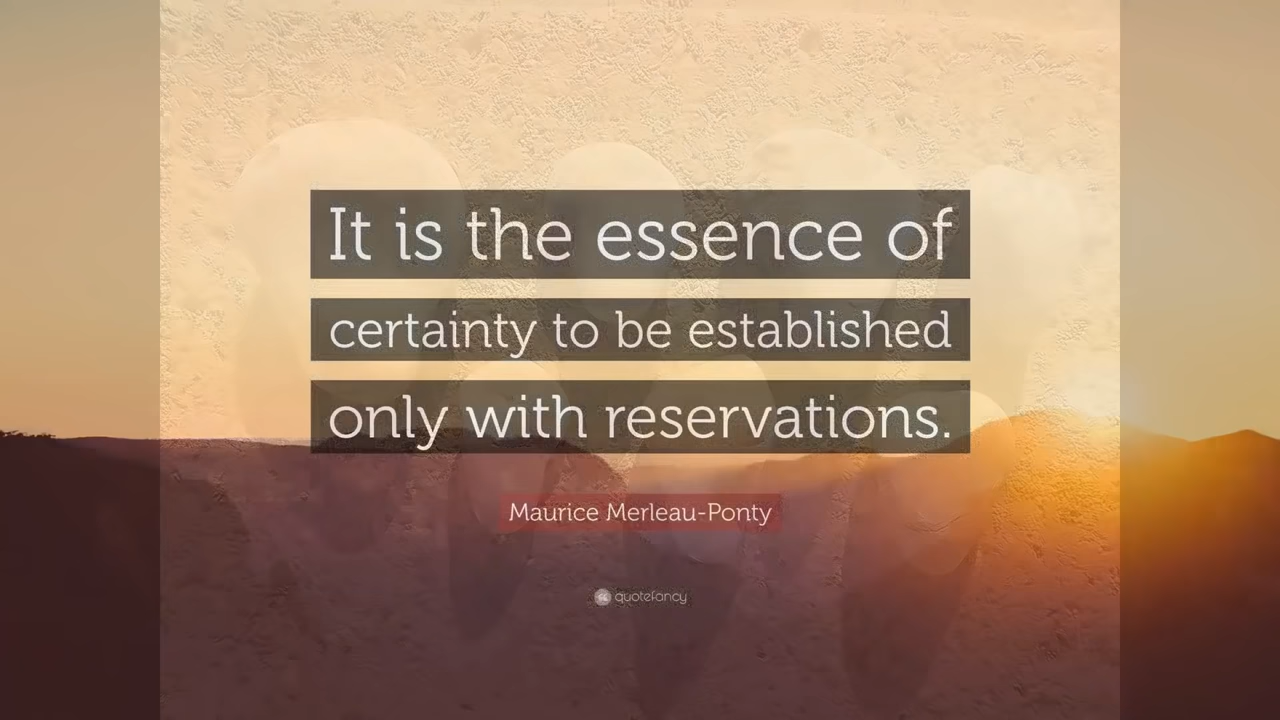 It is the essence of
certainty to be established
only with reservations.
Maurice Merleau-Ponty
quotefancy